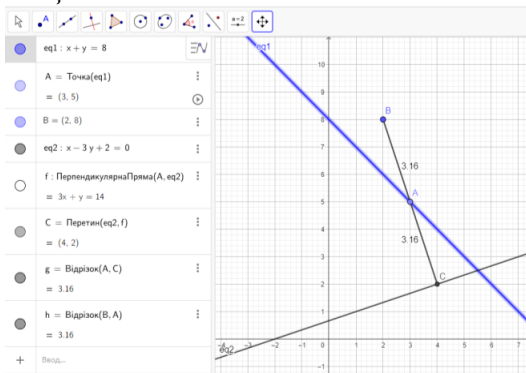 A
a=2
eq1 : x + y = 8
A = Точка(eq1)
= (3, 5)
B = (2, 8)
eq2 : x − 3 y + 2 = 0
f : ПерпендикулярнаПряма(A, eq2)
= 3x + y = 14
C = Перетин(eq2, f)
= (4, 2)
g = Відрізок(A, C)
= 3.16
h = Відрізок(B, A)
= 3.16
+ Ввод...
eq1
10
9
8
7
6
5
4
3
2
1
−1
B
3.16
A
3.16
C
−4 −3 −2 −1 0 1 2 3 4 5 6 7
eq2